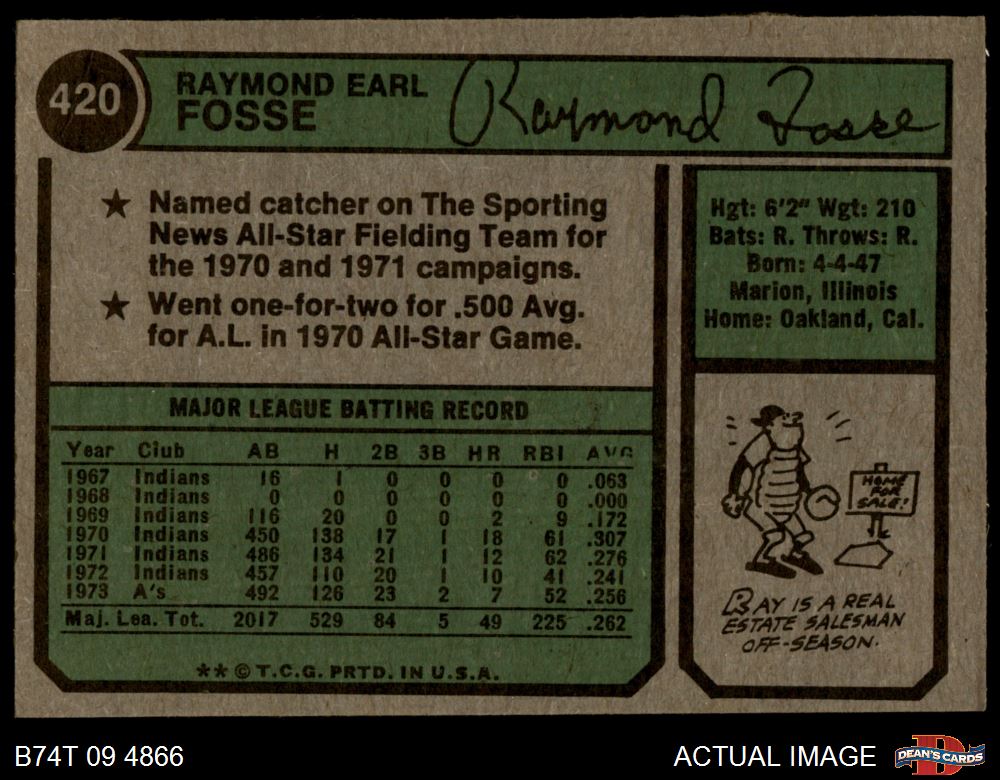 420
RAYMOND EARL
FOSSE
Raymond Fosse
★ Named catcher on The Sporting
News All-Star Fielding Team for
the 1970 and 1971 campaigns.
★ Went one-for-two for .500 Avg.
for A.L. in 1970 All-Star Game.
MAJOR LEAGUE BATTING RECORD
Year Club AB H 2B 3B HR RBI AVG
1967 Indians 16 1 0 0 0 0 .063
1968 Indians 0 0 0 0 0 0 .000
1969 Indians 116 20 0 0 2 9 .172
1970 Indians 450 138 17 1 18 61 .307
1971 Indians 486 134 21 1 12 62 .276
1972 Indians 457 110 20 1 10 41 .241
1973 A's 492 126 23 2 7 52 .256
Maj. Lea. Tot. 2017 529 84 5 49 225 .262
**© T.C.G. PRTD. IN U.S.A.
Hgt: 6'2" Wgt: 210
Bats: R. Throws: R.
Born: 4-4-47
Marion, Illinois
Home: Oakland, Cal.
HOME
FOR
SALE!
RAY IS A REAL
ESTATE SALESMAN
OFF-SEASON.
B74T 09 4866
ACTUAL IMAGE
D
DEAN'S CARDS